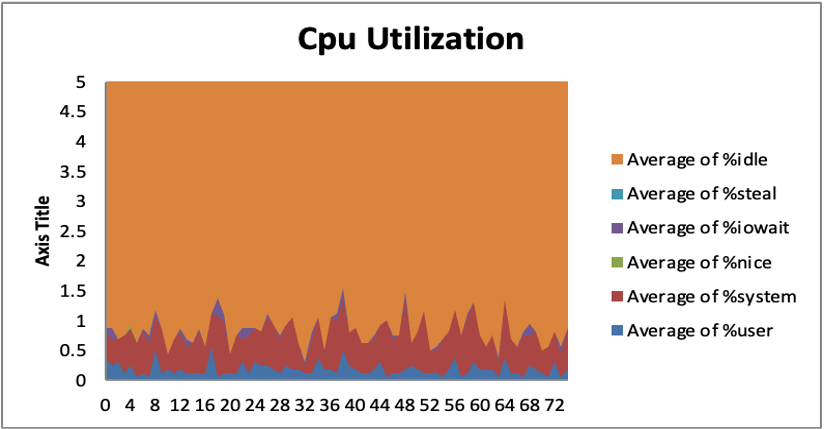 Cpu Utilization
5
4.5
4
3.5
3
2.5
2
1.5
1
0.5
0
Axis Title
0 4 8 12 16 20 24 28 32 36 40 44 48 52 56 60 64 68 72
Average of %idle
Average of %steal
Average of %iowait
Average of %nice
Average of %system
Average of %user